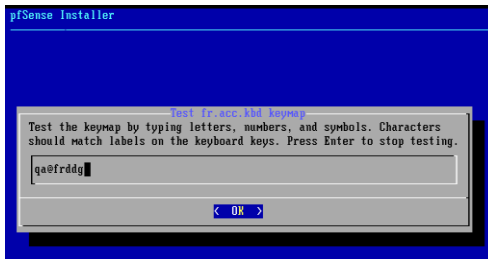 pfSense Installer
Test fr.acc.kbd keymap
Test the keymap by typing letters, numbers, and symbols. Characters
should match labels on the keyboard keys. Press Enter to stop testing.
qa@frddg
< OK >